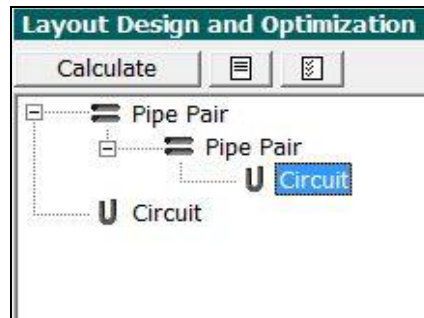 Layout Design and Optimization
Calculate
Pipe Pair
Pipe Pair
Circuit
Circuit